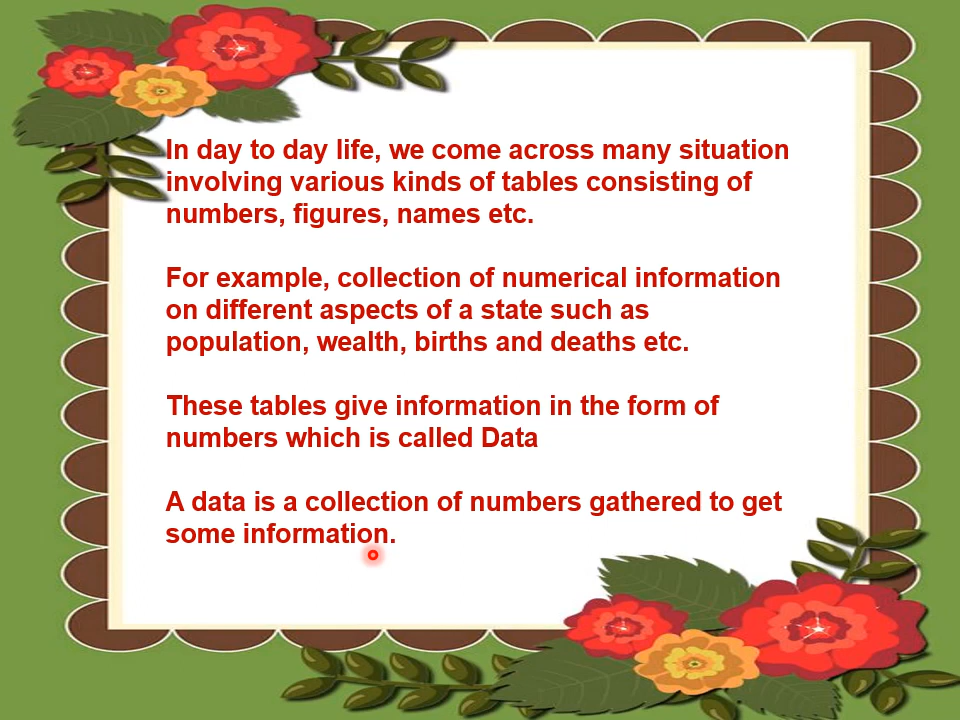 In day to day life, we come across many situation
involving various kinds of tables consisting of
numbers, figures, names etc.
For example, collection of numerical information
on different aspects of a state such as
population, wealth, births and deaths etc.
These tables give information in the form of
numbers which is called Data
A data is a collection of numbers gathered to get
some information.